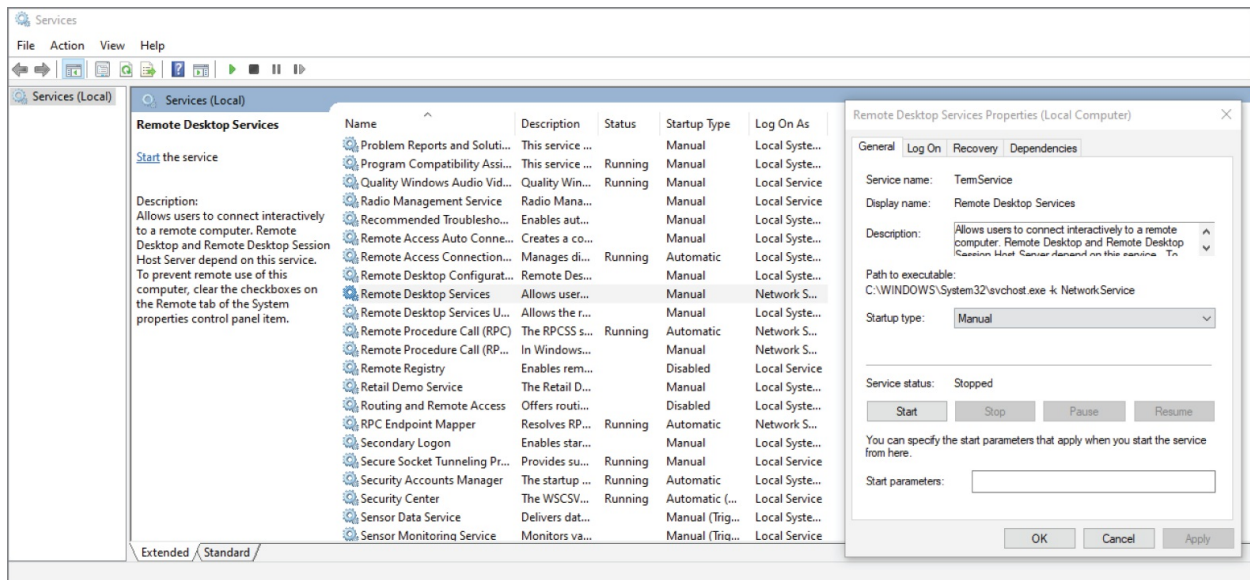 Services
File Action View Help
Services (Local)
Services (Local)
Remote Desktop Services
Start the service
Description:
Allows users to connect interactively
to a remote computer. Remote
Desktop and Remote Desktop Session
Host Server depend on this service.
To prevent remote use of this
computer, clear the checkboxes on
the Remote tab of the System
properties control panel item.
Name Description Status Startup Type Log On As
Problem Reports and Soluti... This service ... Manual Local Syste...
Program Compatibility Assi... This service ... Running Manual Local Syste...
Quality Windows Audio Vid... Quality Win... Running Manual Local Service
Radio Management Service Radio Mana... Manual Local Service
Recommended Troublesho... Enables aut... Manual Local Syste...
Remote Access Auto Conne... Creates a co... Manual Local Syste...
Remote Access Connection... Manages di... Running Automatic Local Syste...
Remote Desktop Configurat... Remote Des... Manual Local Syste...
Remote Desktop Services Allows user... Manual Network S...
Remote Desktop Services U... Allows the r... Manual Local Syste...
Remote Procedure Call (RPC) The RPCSS s... Running Automatic Network S...
Remote Procedure Call (RP... In Windows... Manual Network S...
Remote Registry Enables rem... Disabled Local Service
Retail Demo Service The Retail D... Manual Local Syste...
Routing and Remote Access Offers routi... Disabled Local Syste...
RPC Endpoint Mapper Resolves RP... Running Automatic Network S...
Secondary Logon Enables star... Manual Local Syste...
Secure Socket Tunneling Pr... Provides su... Running Manual Local Service
Security Accounts Manager The startup ... Running Automatic Local Syste...
Security Center The WSCSV... Running Automatic (... Local Service
Sensor Data Service Delivers dat... Manual (Trig... Local Syste...
Sensor Monitoring Service Monitors va... Manual (Trig... Local Service
Extended Standard
Remote Desktop Services Properties (Local Computer)
General Log On Recovery Dependencies
Service name: TermService
Display name: Remote Desktop Services
Description: Allows users to connect interactively to a remote
computer. Remote Desktop and Remote Desktop
Session Host Server depend on this service. To
Path to executable:
C:\WINDOWS\System32\svchost.exe -k NetworkService
Startup type: Manual
Service status: Stopped
Start Stop Pause Resume
You can specify the start parameters that apply when you start the service
from here.
Start parameters:
OK Cancel Apply